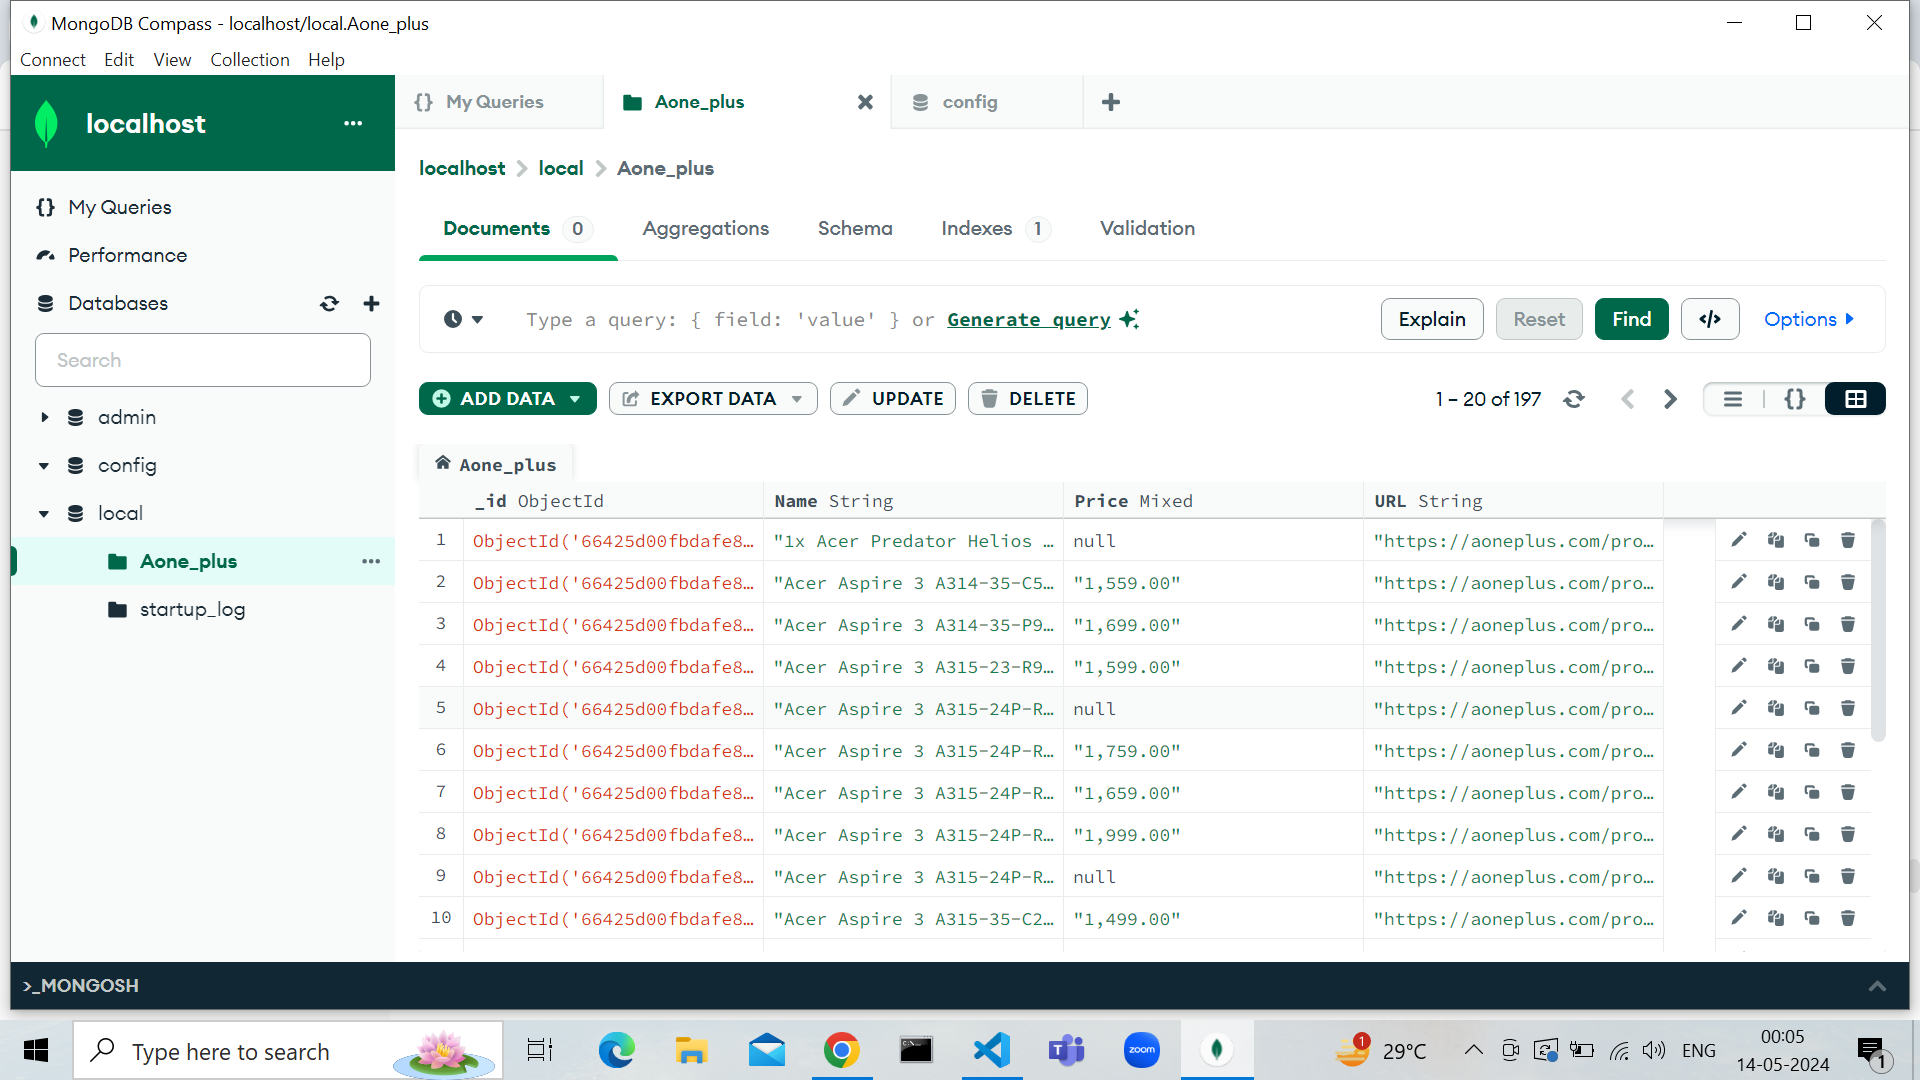 MongoDB Compass - localhost/local.Aone_plus
Connect Edit View Collection Help
localhost ...
My Queries
Aone_plus
config
localhost > local > Aone_plus
My Queries
Performance
Databases
Search
admin
config
local
Aone_plus ...
startup_log
Documents 0 Aggregations Schema Indexes 1 Validation
Type a query: { field: 'value' } or Generate query
Explain Reset Find </> Options
ADD DATA EXPORT DATA UPDATE DELETE
1 – 20 of 197
Aone_plus
_id ObjectId Name String Price Mixed URL String
1 ObjectId('66425d00fbdafe8… "1x Acer Predator Helios … null "https://aoneplus.com/pro…
2 ObjectId('66425d00fbdafe8… "Acer Aspire 3 A314-35-C5… "1,559.00" "https://aoneplus.com/pro…
3 ObjectId('66425d00fbdafe8… "Acer Aspire 3 A314-35-P9… "1,699.00" "https://aoneplus.com/pro…
4 ObjectId('66425d00fbdafe8… "Acer Aspire 3 A315-23-R9… "1,599.00" "https://aoneplus.com/pro…
5 ObjectId('66425d00fbdafe8… "Acer Aspire 3 A315-24P-R… null "https://aoneplus.com/pro…
6 ObjectId('66425d00fbdafe8… "Acer Aspire 3 A315-24P-R… "1,759.00" "https://aoneplus.com/pro…
7 ObjectId('66425d00fbdafe8… "Acer Aspire 3 A315-24P-R… "1,659.00" "https://aoneplus.com/pro…
8 ObjectId('66425d00fbdafe8… "Acer Aspire 3 A315-24P-R… "1,999.00" "https://aoneplus.com/pro…
9 ObjectId('66425d00fbdafe8… "Acer Aspire 3 A315-24P-R… null "https://aoneplus.com/pro…
10 ObjectId('66425d00fbdafe8… "Acer Aspire 3 A315-35-C2… "1,499.00" "https://aoneplus.com/pro…
>_MONGOSH
Type here to search
zoom
1
29°C
ENG
00:05
14-05-2024
1